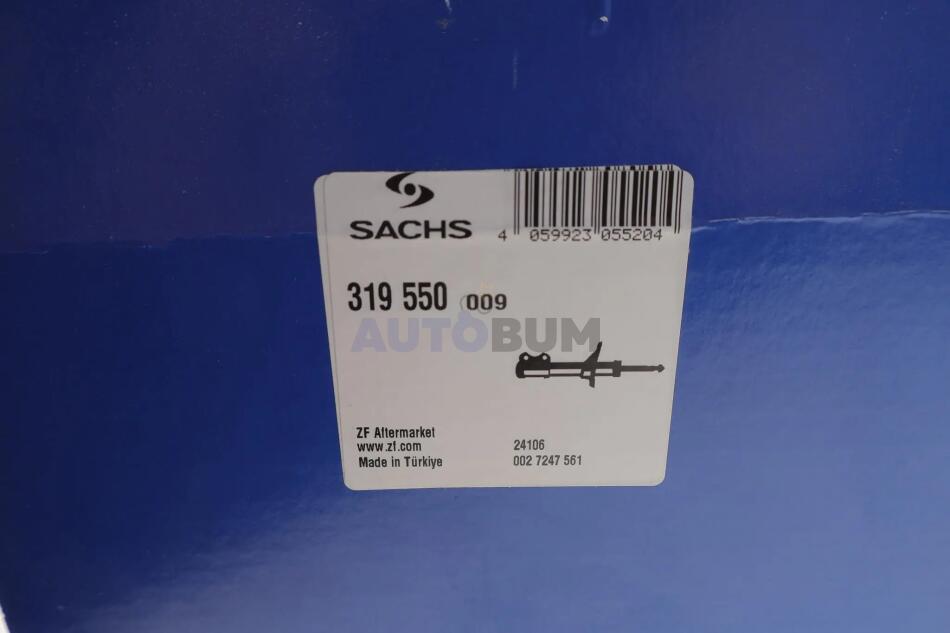 SACHS
4 059923 055204
319 550 009
AUTOBUM
ZF Aftermarket
www.zf.com
Made in Türkiye
24106
002 7247 561